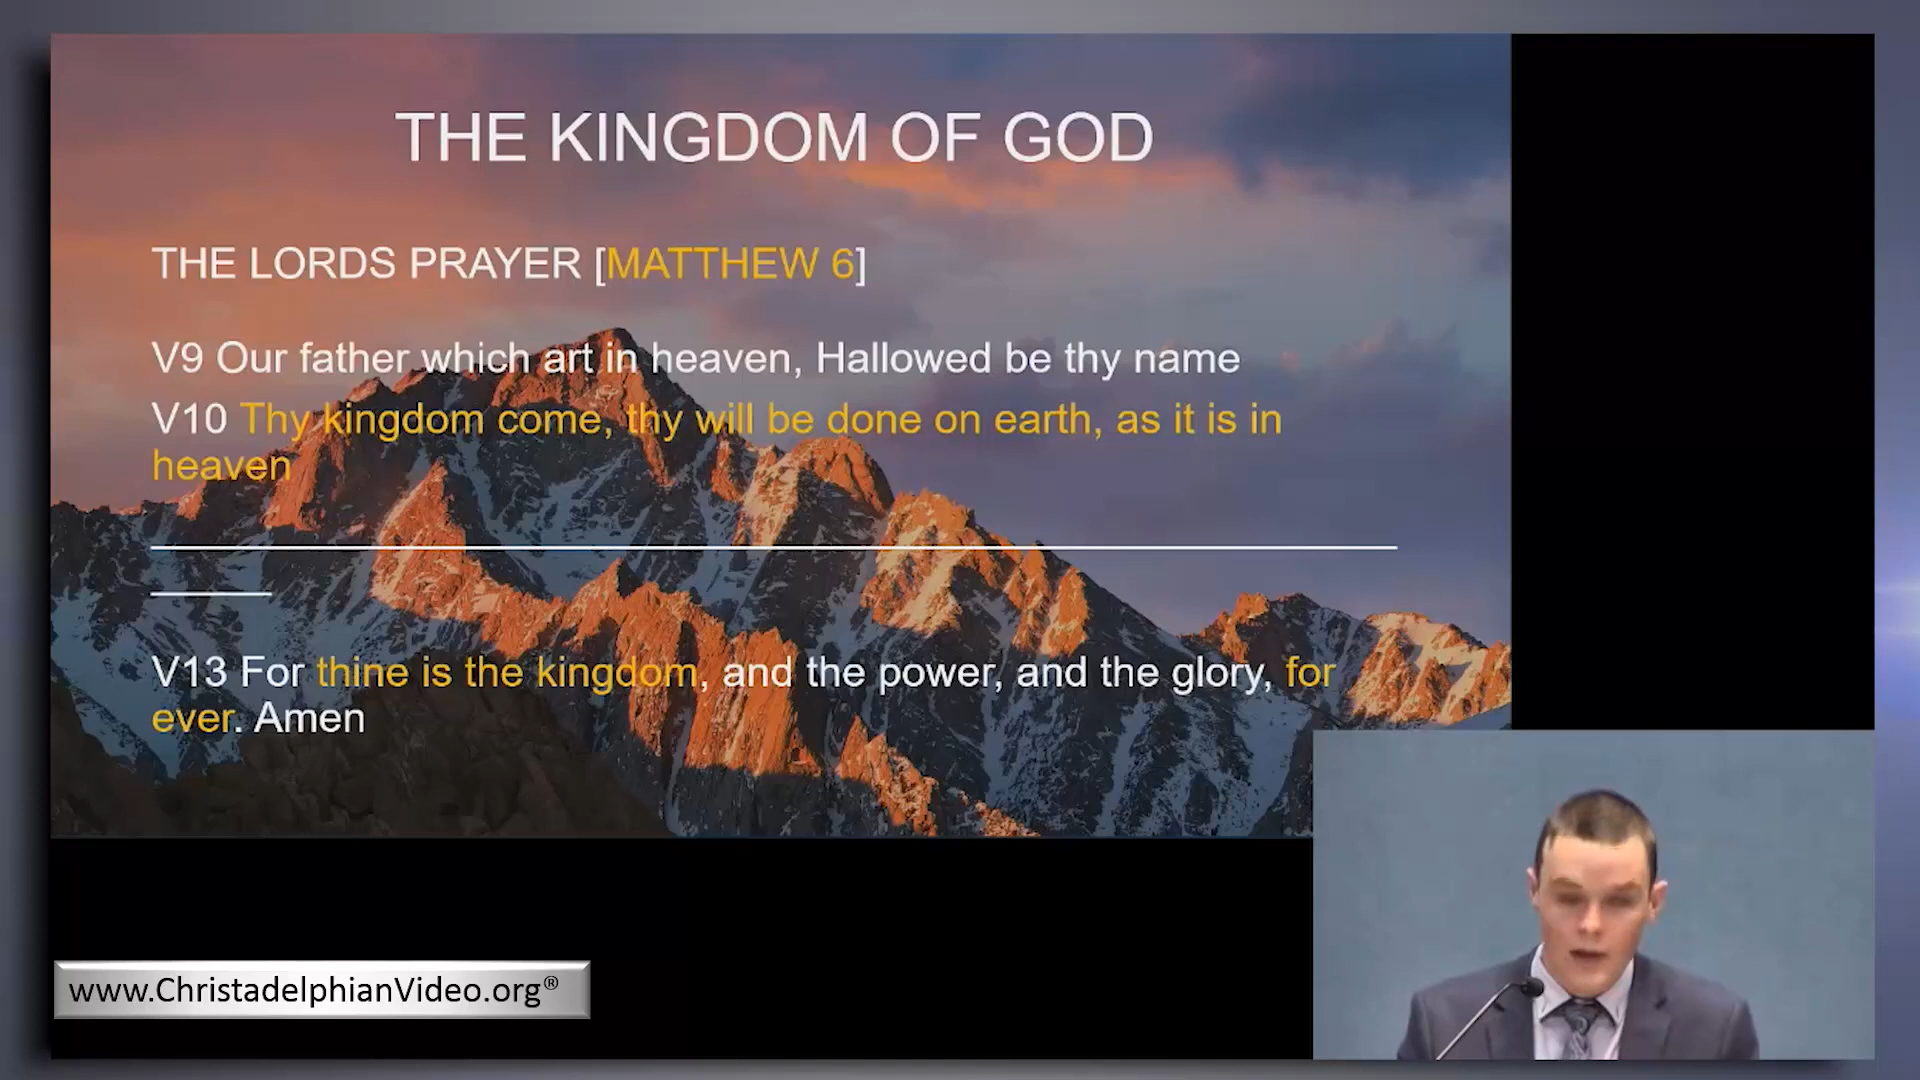 THE KINGDOM OF GOD
THE LORDS PRAYER [MATTHEW 6]
V9 Our father which art in heaven, Hallowed be thy name
V10 Thy kingdom come, thy will be done on earth, as it is in
heaven
V13 For thine is the kingdom, and the power, and the glory, for
ever. Amen
www.ChristadelphianVideo.org®